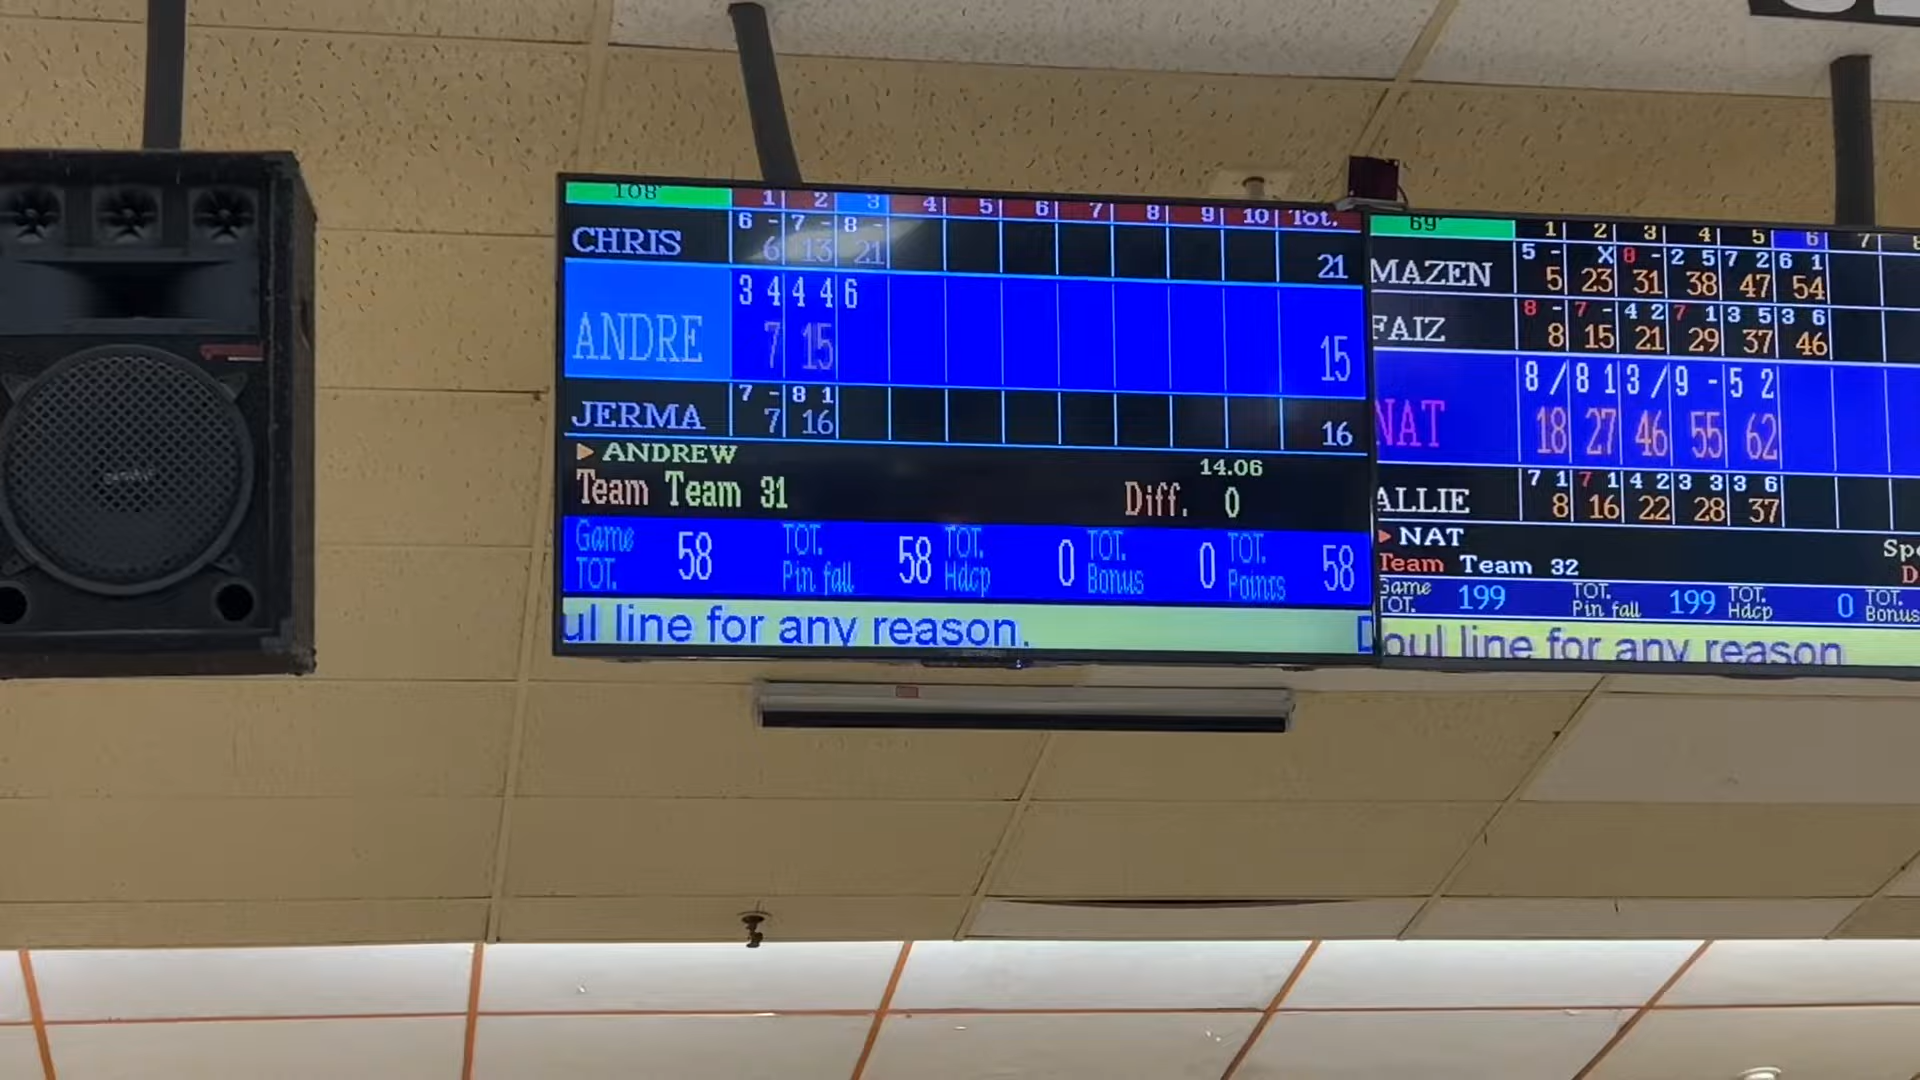 108'
1 2 3 4 5 6 7 8 9 10 Tot.
CHRIS 6 - 7 - 8 -
6 13 21 21
ANDRE 3 4 4 4 6
7 15 15
JERMA 7 - 8 1
7 16 16
ANDREW
14.06
Team Team 31 Diff. 0
Game TOT. 58 TOT. Pin fall 58 TOT. Hdcp 0 TOT. Bonus 0 TOT. Points 58
ul line for any reason. D
69'
1 2 3 4 5 6 7 8
MAZEN 5 - X 8 - 2 5 7 2 6 1
5 23 31 38 47 54
FAIZ 8 - 7 - 4 2 7 1 3 5 3 6
8 15 21 29 37 46
NAT 8 / 8 1 3 / 9 - 5 2
18 27 46 55 62
ALLIE 7 1 7 1 4 2 3 3 3 6
8 16 22 28 37
NAT
Spe
Team Team 32 D
Game TOT. 199 TOT. Pin fall 199 TOT. Hdcp 0 TOT. Bonus
oul line for any reason